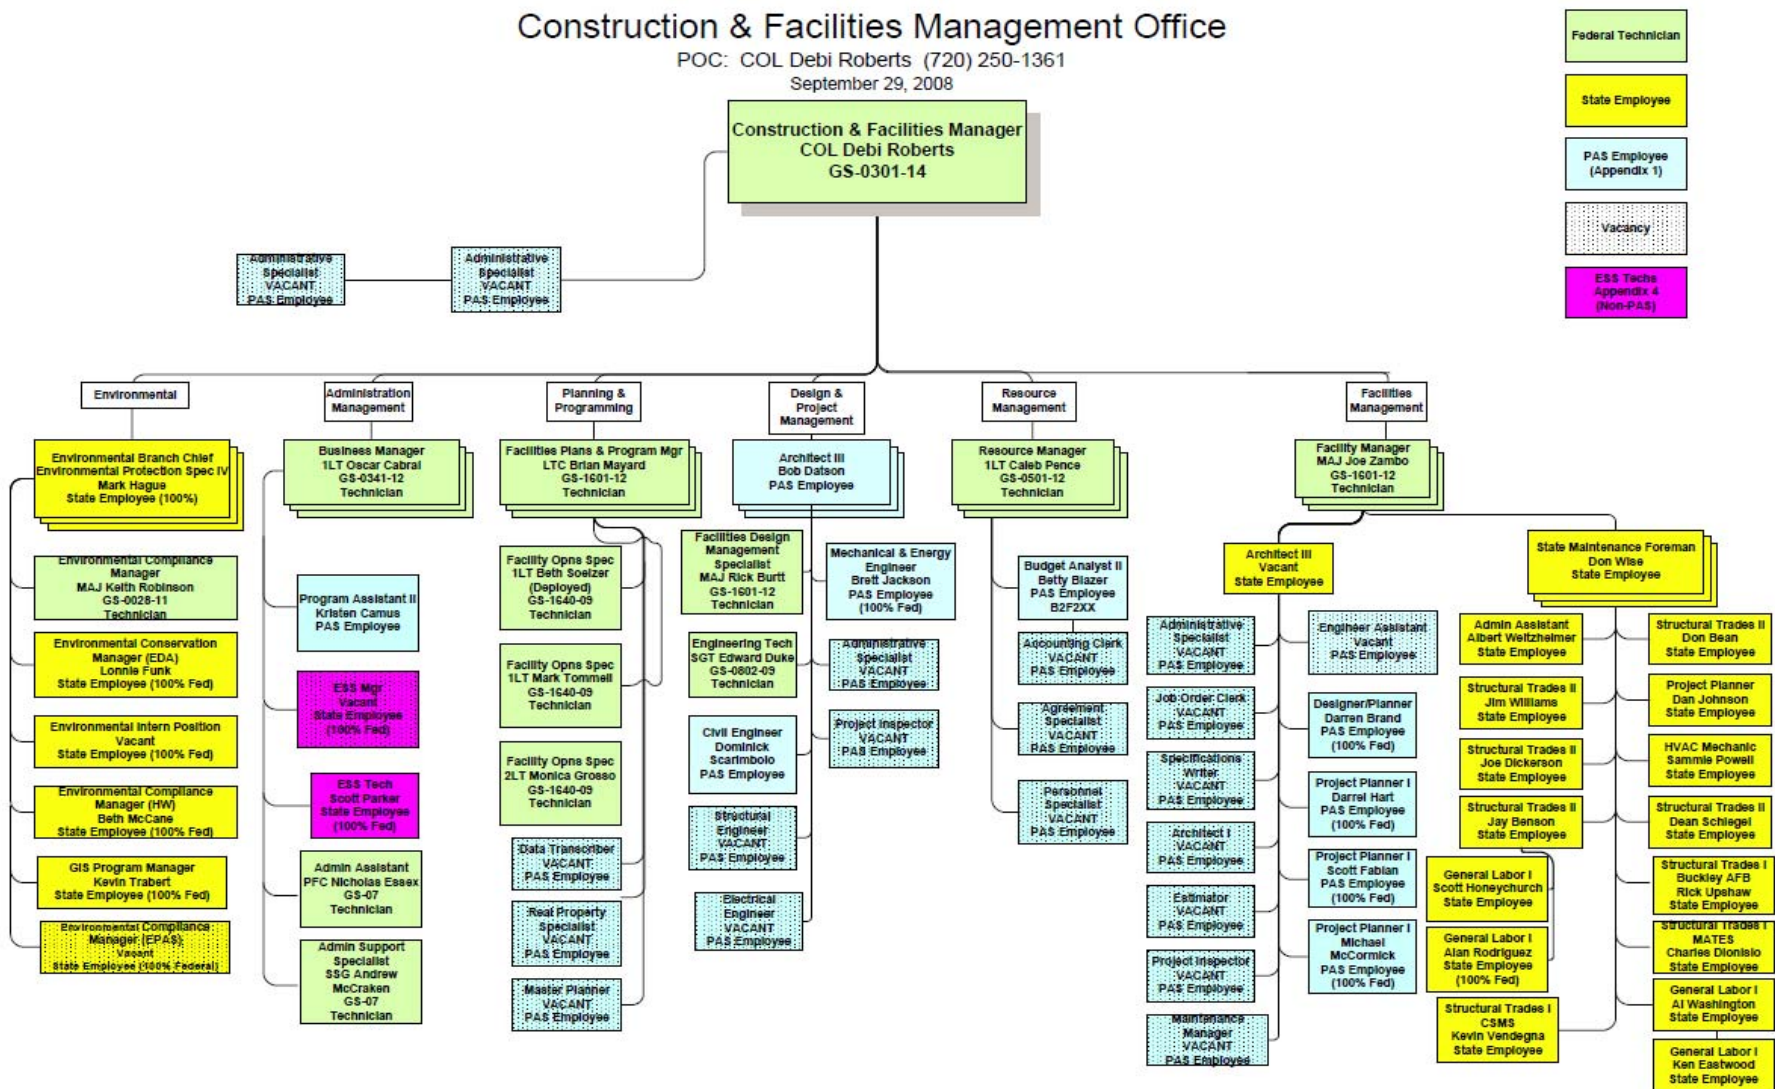 Construction & Facilities Management Office
POC: COL Debi Roberts (720) 250-1361
September 29, 2008
Federal Technician
State Employee
PAS Employee
(Appendix 1)
Vacancy
ESS Techs
Appendix 4
(Non-PAS)
Construction & Facilities Manager
COL Debi Roberts
GS-0301-14
Administrative
Specialist
VACANT
PAS Employee
Administrative
Specialist
VACANT
PAS Employee
Environmental
Environmental Branch Chief
Environmental Protection Spec IV
Mark Hague
State Employee (100%)
Environmental Compliance
Manager
MAJ Keith Robinson
GS-0028-11
Technician
Environmental Conservation
Manager (EDA)
Lonnie Funk
State Employee (100% Fed)
Environmental Intern Position
Vacant
State Employee (100% Fed)
Environmental Compliance
Manager (HW)
Beth McCane
State Employee (100% Fed)
GIS Program Manager
Kevin Trabert
State Employee (100% Fed)
Environmental Compliance
Manager (EPAS)
Vacant
State Employee (100% Federal)
Administration
Management
Business Manager
1LT Oscar Cabral
GS-0341-12
Technician
Program Assistant II
Kristen Camus
PAS Employee
ESS Mgr
Vacant
State Employee
(100% Fed)
ESS Tech
Scott Parker
State Employee
(100% Fed)
Admin Assistant
PFC Nicholas Essex
GS-07
Technician
Admin Support
Specialist
SSG Andrew
McCraken
GS-07
Technician
Planning &
Programming
Facilities Plans & Program Mgr
LTC Brian Mayard
GS-1601-12
Technician
Facility Opns Spec
1LT Beth Soelzer
(Deployed)
GS-1640-09
Technician
Facility Opns Spec
1LT Mark Tommell
GS-1640-09
Technician
Facility Opns Spec
2LT Monica Grosso
GS-1640-09
Technician
Data Transcriber
VACANT
PAS Employee
Real Property
Specialist
VACANT
PAS Employee
Master Planner
VACANT
PAS Employee
Design &
Project
Management
Architect III
Bob Datson
PAS Employee
Facilities Design
Management
Specialist
MAJ Rick Burtt
GS-1601-12
Technician
Engineering Tech
SGT Edward Duke
GS-0802-09
Technician
Civil Engineer
Dominick
Scarimbolo
PAS Employee
Structural
Engineer
VACANT
PAS Employee
Electrical
Engineer
VACANT
PAS Employee
Mechanical & Energy
Engineer
Brett Jackson
PAS Employee
(100% Fed)
Administrative
Specialist
VACANT
PAS Employee
Project Inspector
VACANT
PAS Employee
Resource
Management
Resource Manager
1LT Caleb Pence
GS-0501-12
Technician
Budget Analyst II
Betty Blazer
PAS Employee
B2F2XX
Accounting Clerk
VACANT
PAS Employee
Agreement
Specialist
VACANT
PAS Employee
Personnel
Specialist
VACANT
PAS Employee
Facilities
Management
Facility Manager
MAJ Joe Zambo
GS-1601-12
Technician
Architect III
Vacant
State Employee
Administrative
Specialist
VACANT
PAS Employee
Job Order Clerk
VACANT
PAS Employee
Specifications
Writer
VACANT
PAS Employee
Architect I
VACANT
PAS Employee
Estimator
VACANT
PAS Employee
Project Inspector
VACANT
PAS Employee
Maintenance
Manager
VACANT
PAS Employee
Engineer Assistant
Vacant
PAS Employee
Designer/Planner
Darren Brand
PAS Employee
(100% Fed)
Project Planner I
Darrel Hart
PAS Employee
(100% Fed)
Project Planner I
Scott Fabian
PAS Employee
(100% Fed)
Project Planner I
Michael
McCormick
PAS Employee
(100% Fed)
State Maintenance Foreman
Don Wise
State Employee
Admin Assistant
Albert Weitzheimer
State Employee
Structural Trades II
Jim Williams
State Employee
Structural Trades II
Joe Dickerson
State Employee
Structural Trades II
Jay Benson
State Employee
General Labor I
Scott Honeychurch
State Employee
General Labor I
Alan Rodriguez
State Employee
(100% Fed)
Structural Trades I
CSMS
Kevin Vendegna
State Employee
Structural Trades II
Don Bean
State Employee
Project Planner
Dan Johnson
State Employee
HVAC Mechanic
Sammie Powell
State Employee
Structural Trades II
Dean Schlegel
State Employee
Structural Trades I
Buckley AFB
Rick Upshaw
State Employee
Structural Trades I
MATES
Charles Dionisio
State Employee
General Labor I
Al Washington
State Employee
General Labor I
Ken Eastwood
State Employee